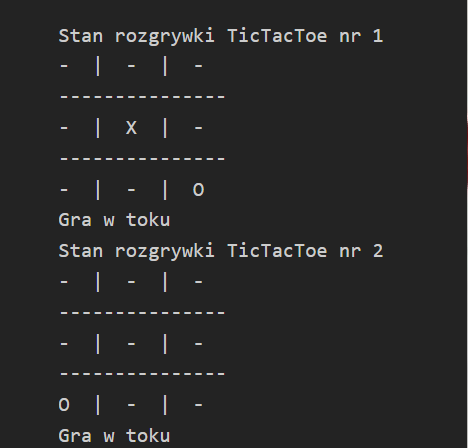 Stan rozgrywki TicTacToe nr 1
- | - | -
---------------
- | X | -
---------------
- | - | O
Gra w toku
Stan rozgrywki TicTacToe nr 2
- | - | -
---------------
- | - | -
---------------
O | - | -
Gra w toku